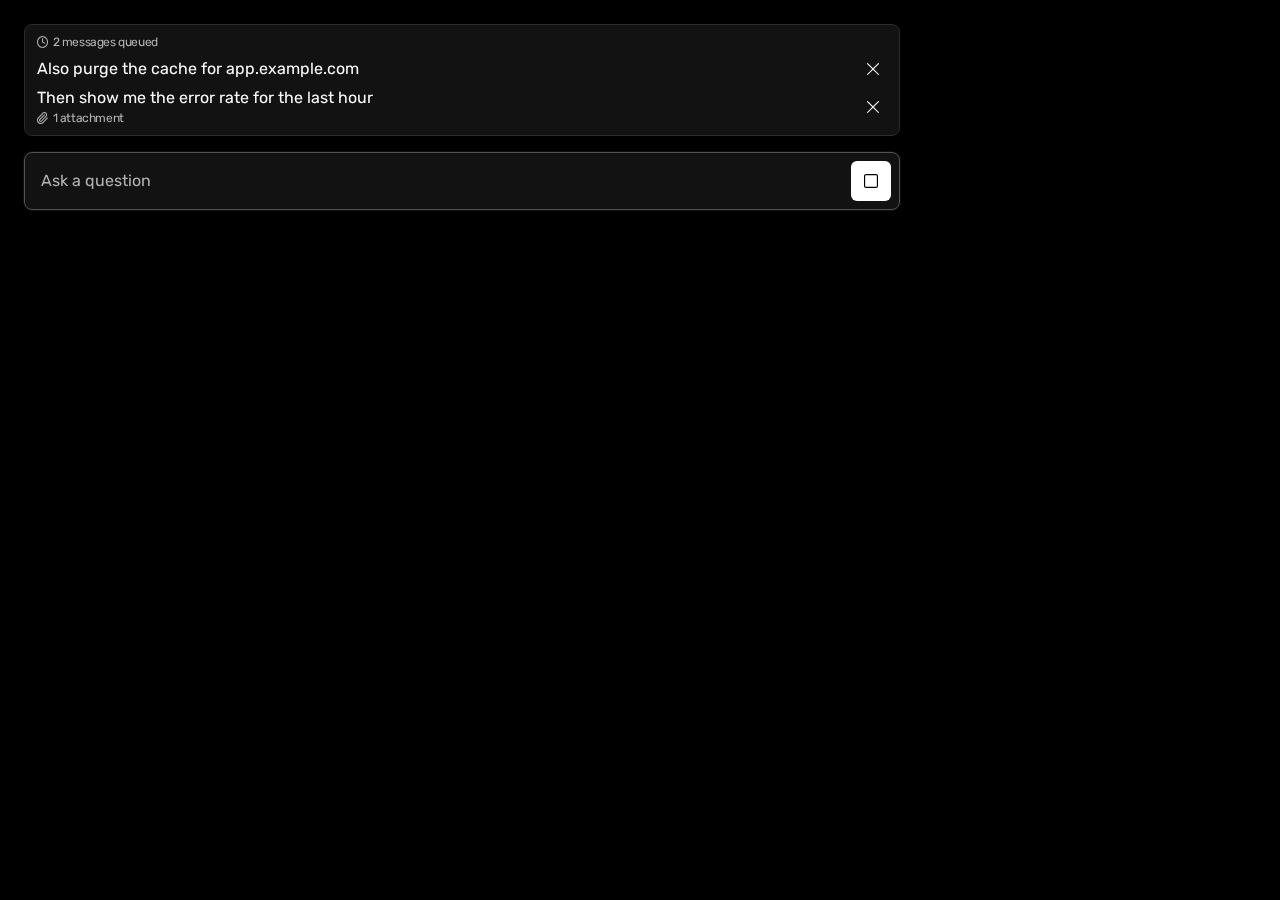 2 messages queued
Also purge the cache for app.example.com
Then show me the error rate for the last hour
1 attachment
Ask a question